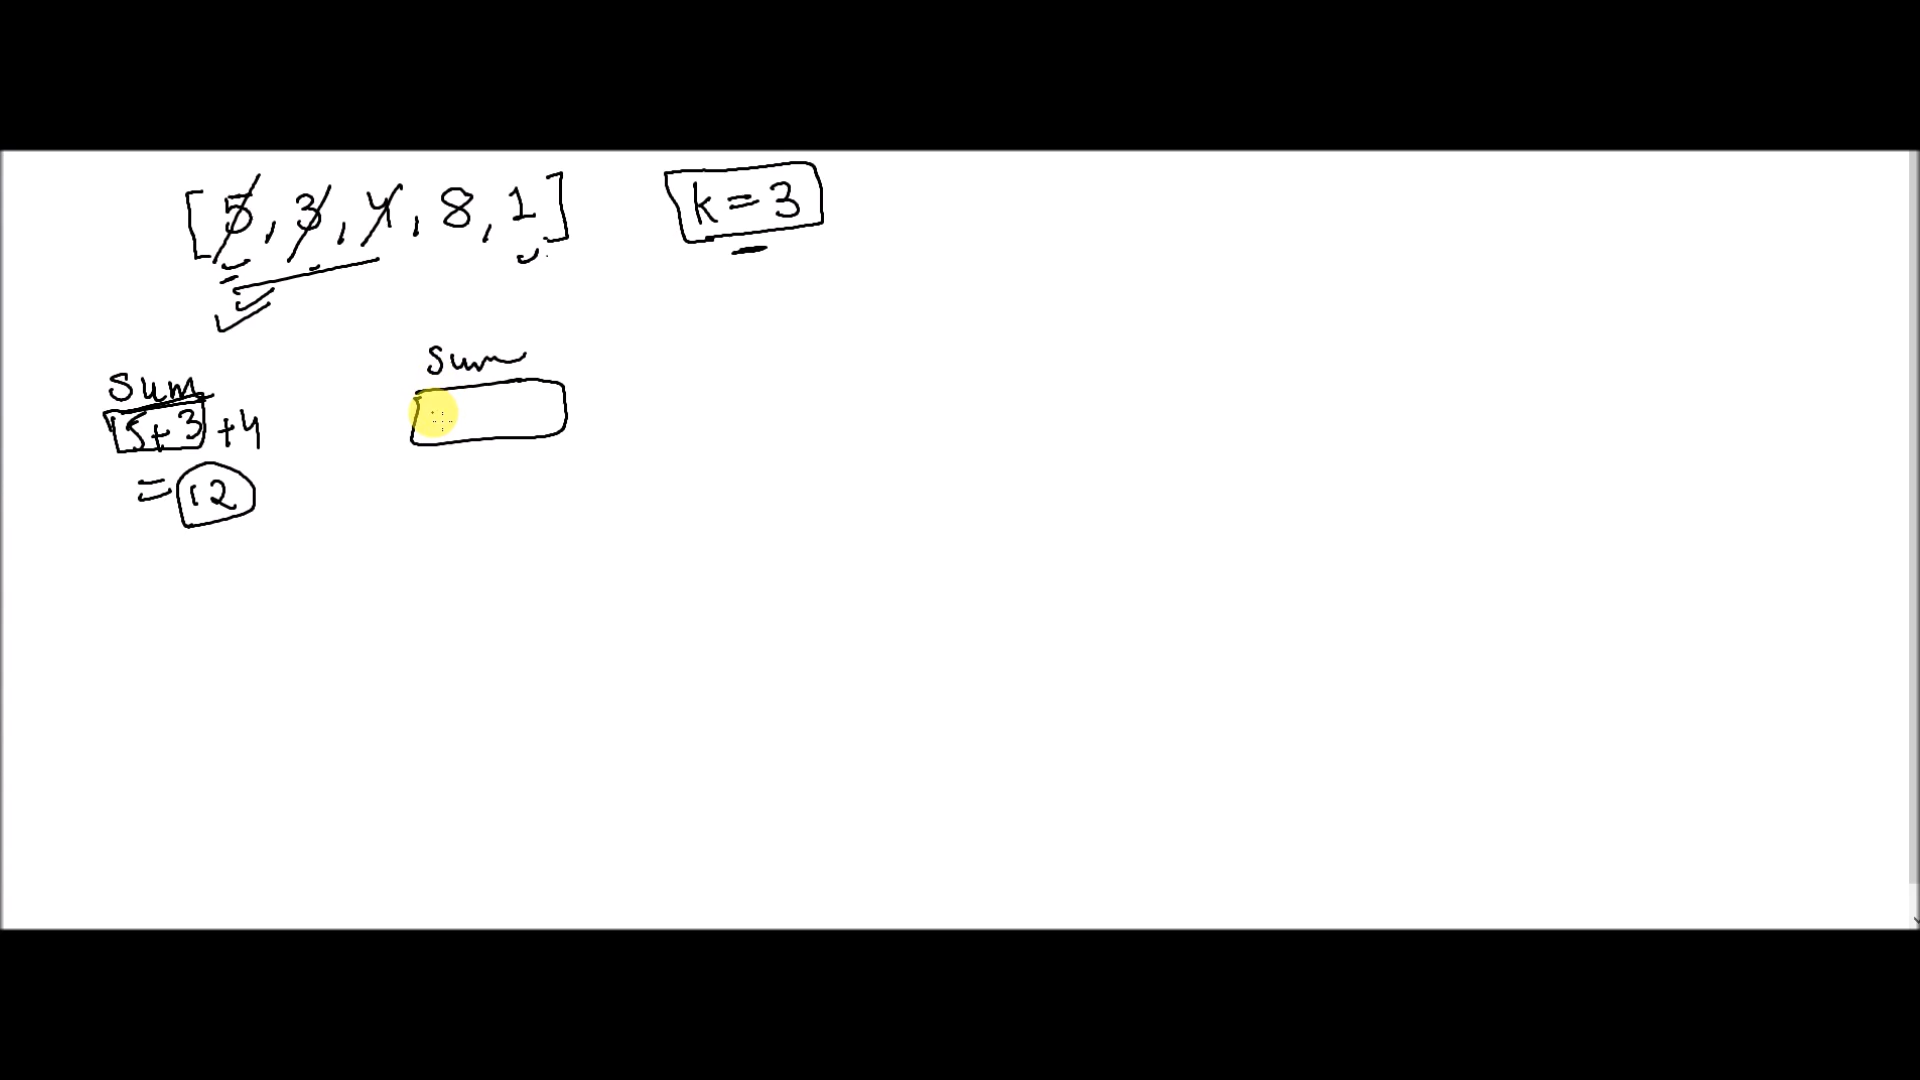 [5, 3, 4, 8, 1] k = 3
Sum
5+3 +4
= 12
Sum